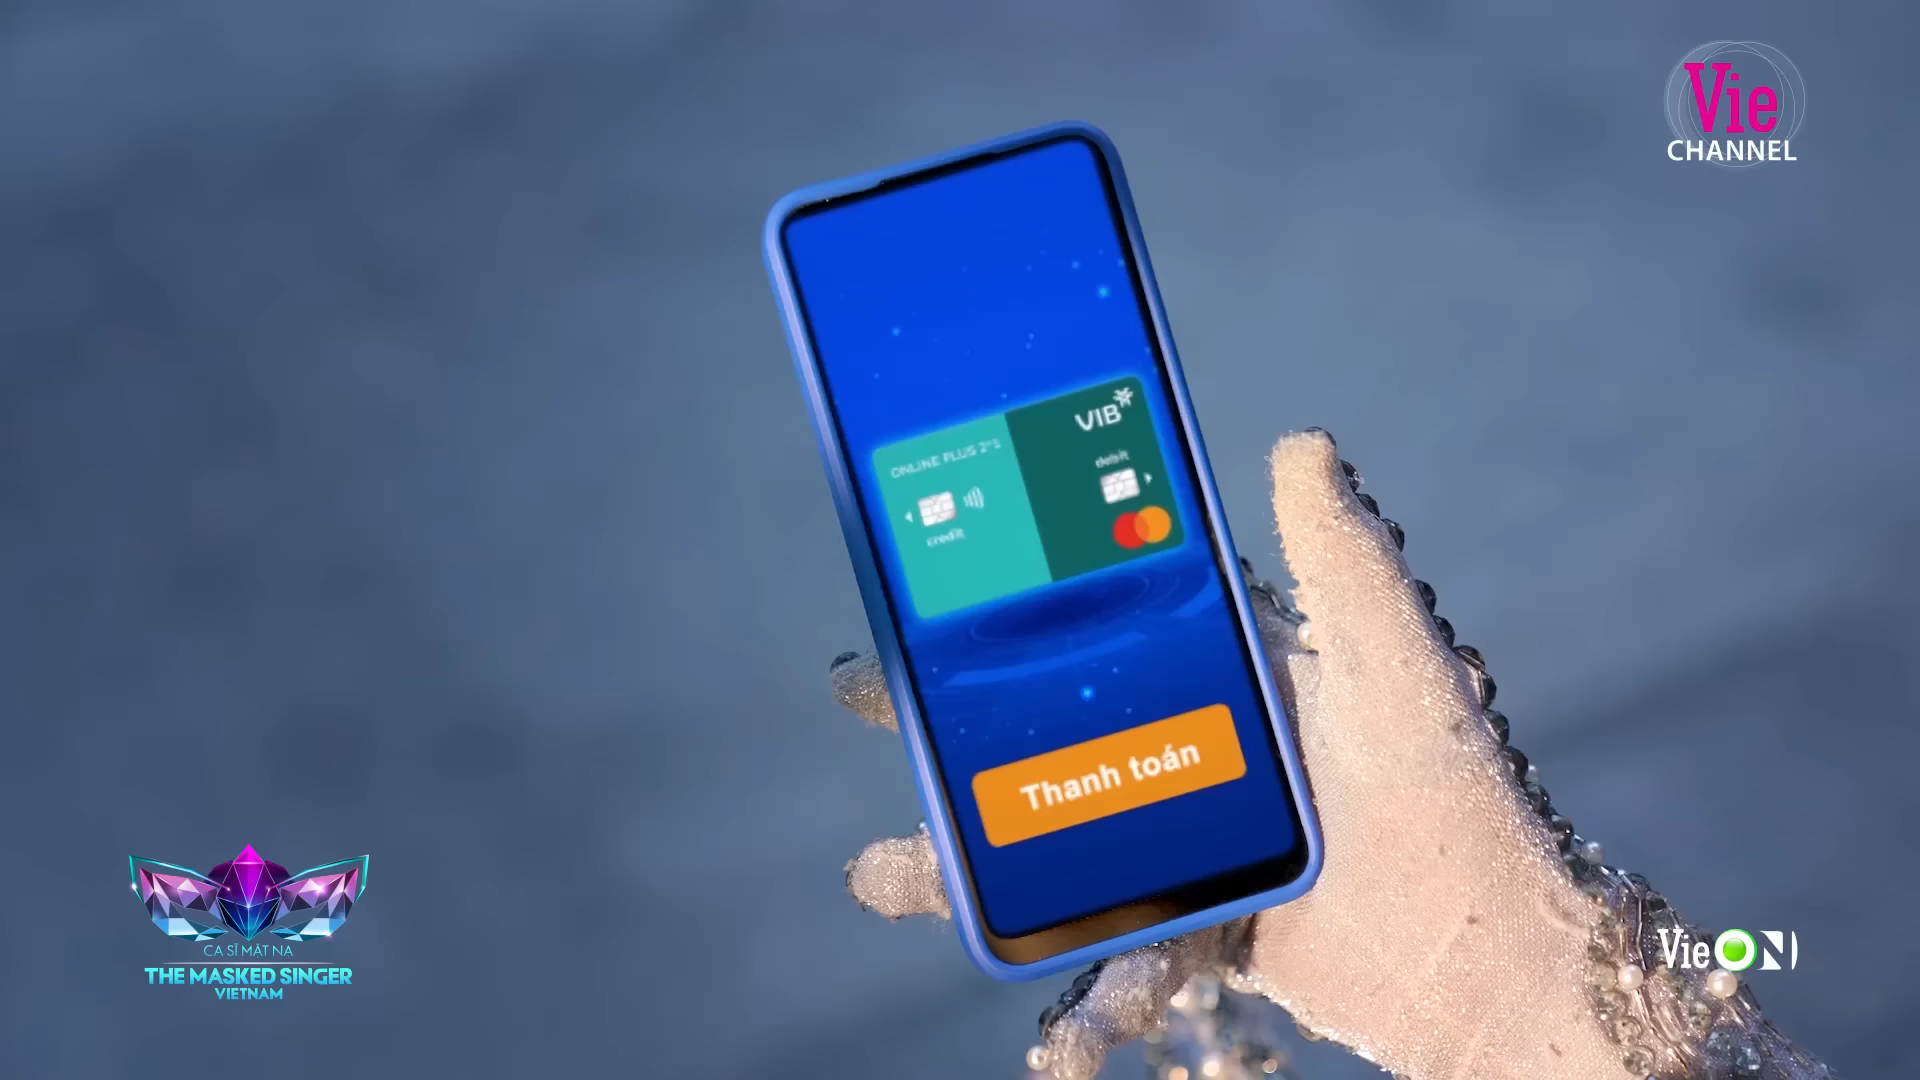 Vie
CHANNEL
VIB
ONLINE PLUS 2in1
debit
credit
Thanh toán
CA SĨ MẶT NẠ
THE MASKED SINGER
VIETNAM
VieON